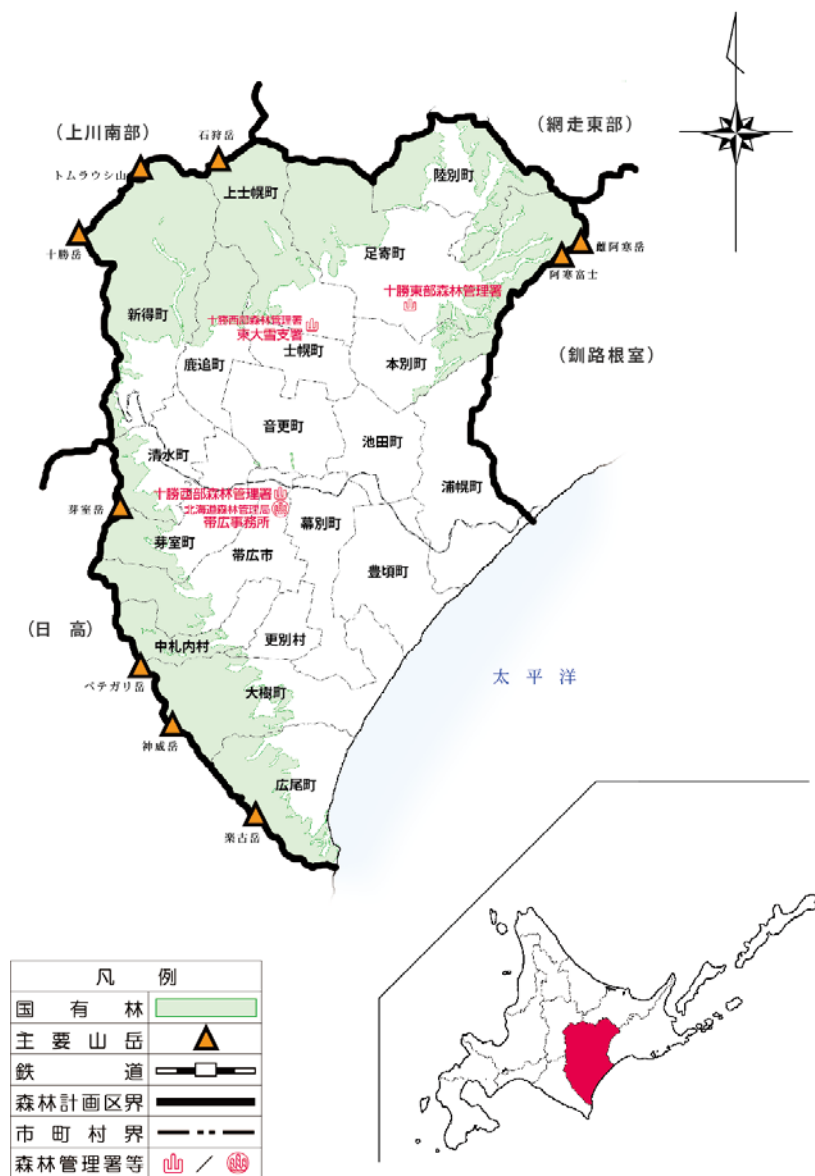 （上川南部）
石狩岳
（網走東部）
トムラウシ山
上士幌町
陸別町
十勝岳
足寄町
雌阿寒岳
阿寒富士
十勝東部森林管理署
新得町
十勝西部森林管理署
東大雪支署
士幌町
鹿追町
本別町
（釧路根室）
音更町
池田町
清水町
浦幌町
十勝西部森林管理署
北海道森林管理局
帯広事務所
芽室岳
幕別町
芽室町
帯広市
豊頃町
（日 高）
中札内村
更別村
ペテガリ岳
太 平 洋
大樹町
神威岳
広尾町
楽古岳
凡 例
国有林
主要山岳
鉄道
森林計画区界
市町村界
森林管理署等 ／